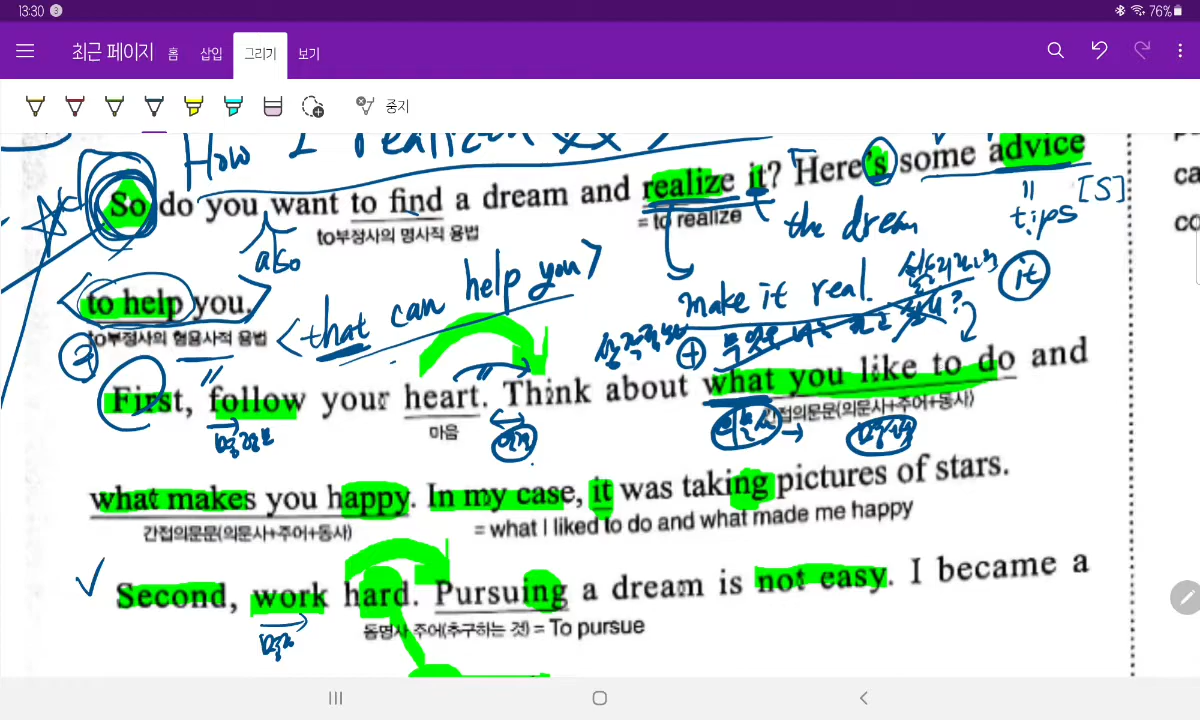 13:30 76%
최근 페이지 홈 삽입 그리기 보기
중지
How I realize
So do you want to find a dream and realize it? Here's some advice
to부정사의 명사적 용법 = to realize the dream = tips [S]
also
to help you. <that can help you> make it real. it
to부정사의 형용사적 용법
First, follow your heart. Think about what you like to do and
마음 간접의문문(의문사+주어+동사)
what makes you happy. In my case, it was taking pictures of stars.
간접의문문(의문사+주어+동사) = what I liked to do and what made me happy
Second, work hard. Pursuing a dream is not easy. I became a
동명사 주어(추구하는 것) = To pursue
ca
co